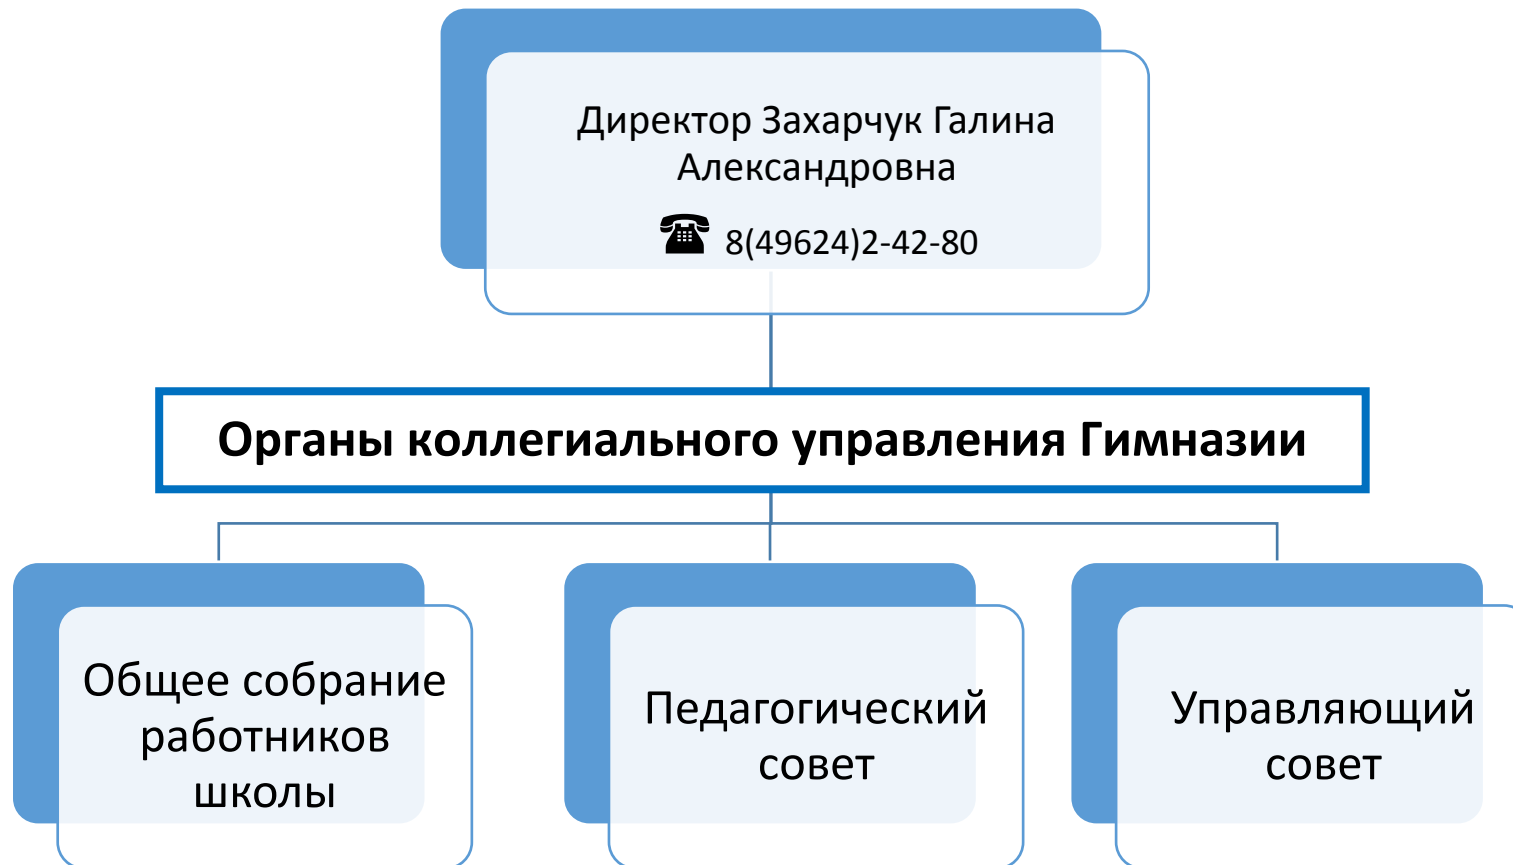 Директор Захарчук Галина
Александровна
☎ 8(49624)2-42-80
Органы коллегиального управления Гимназии
Общее собрание
работников
школы
Педагогический
совет
Управляющий
совет